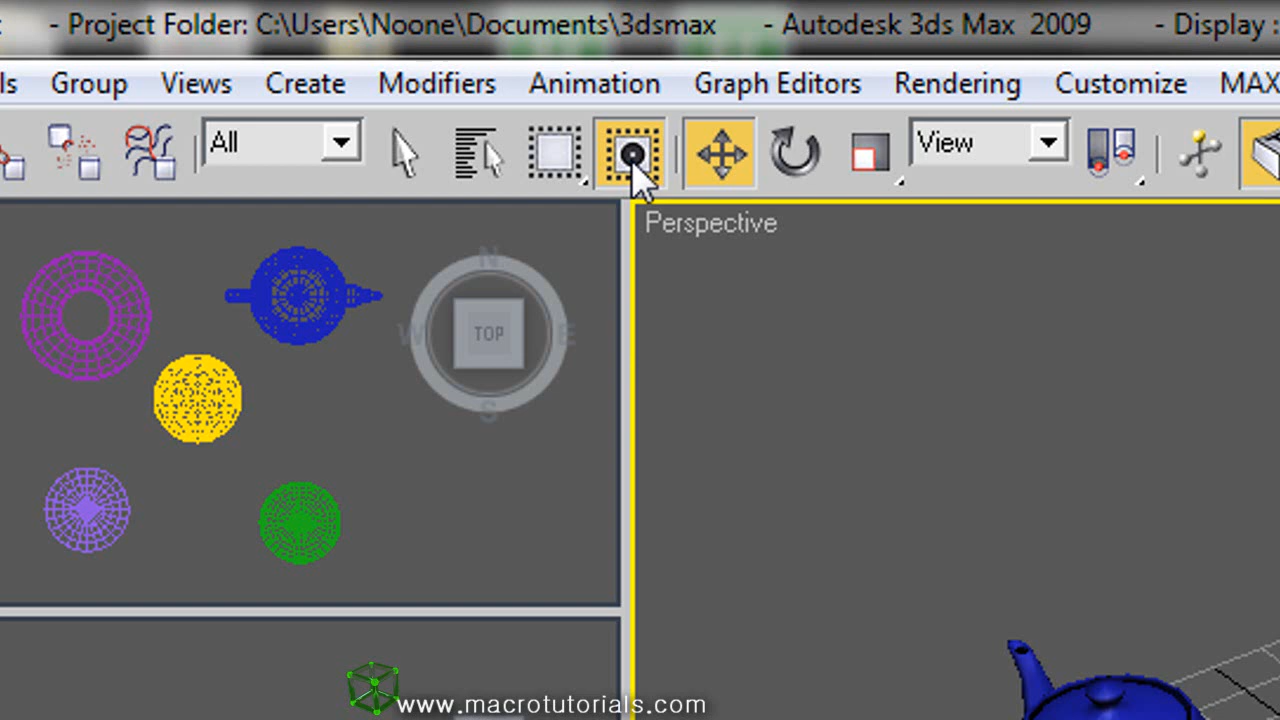 - Project Folder: C:\Users\Noone\Documents\3dsmax - Autodesk 3ds Max 2009 - Display :
ls Group Views Create Modifiers Animation Graph Editors Rendering Customize MAX
All View
Perspective
N
W TOP E
S
www.macrotutorials.com